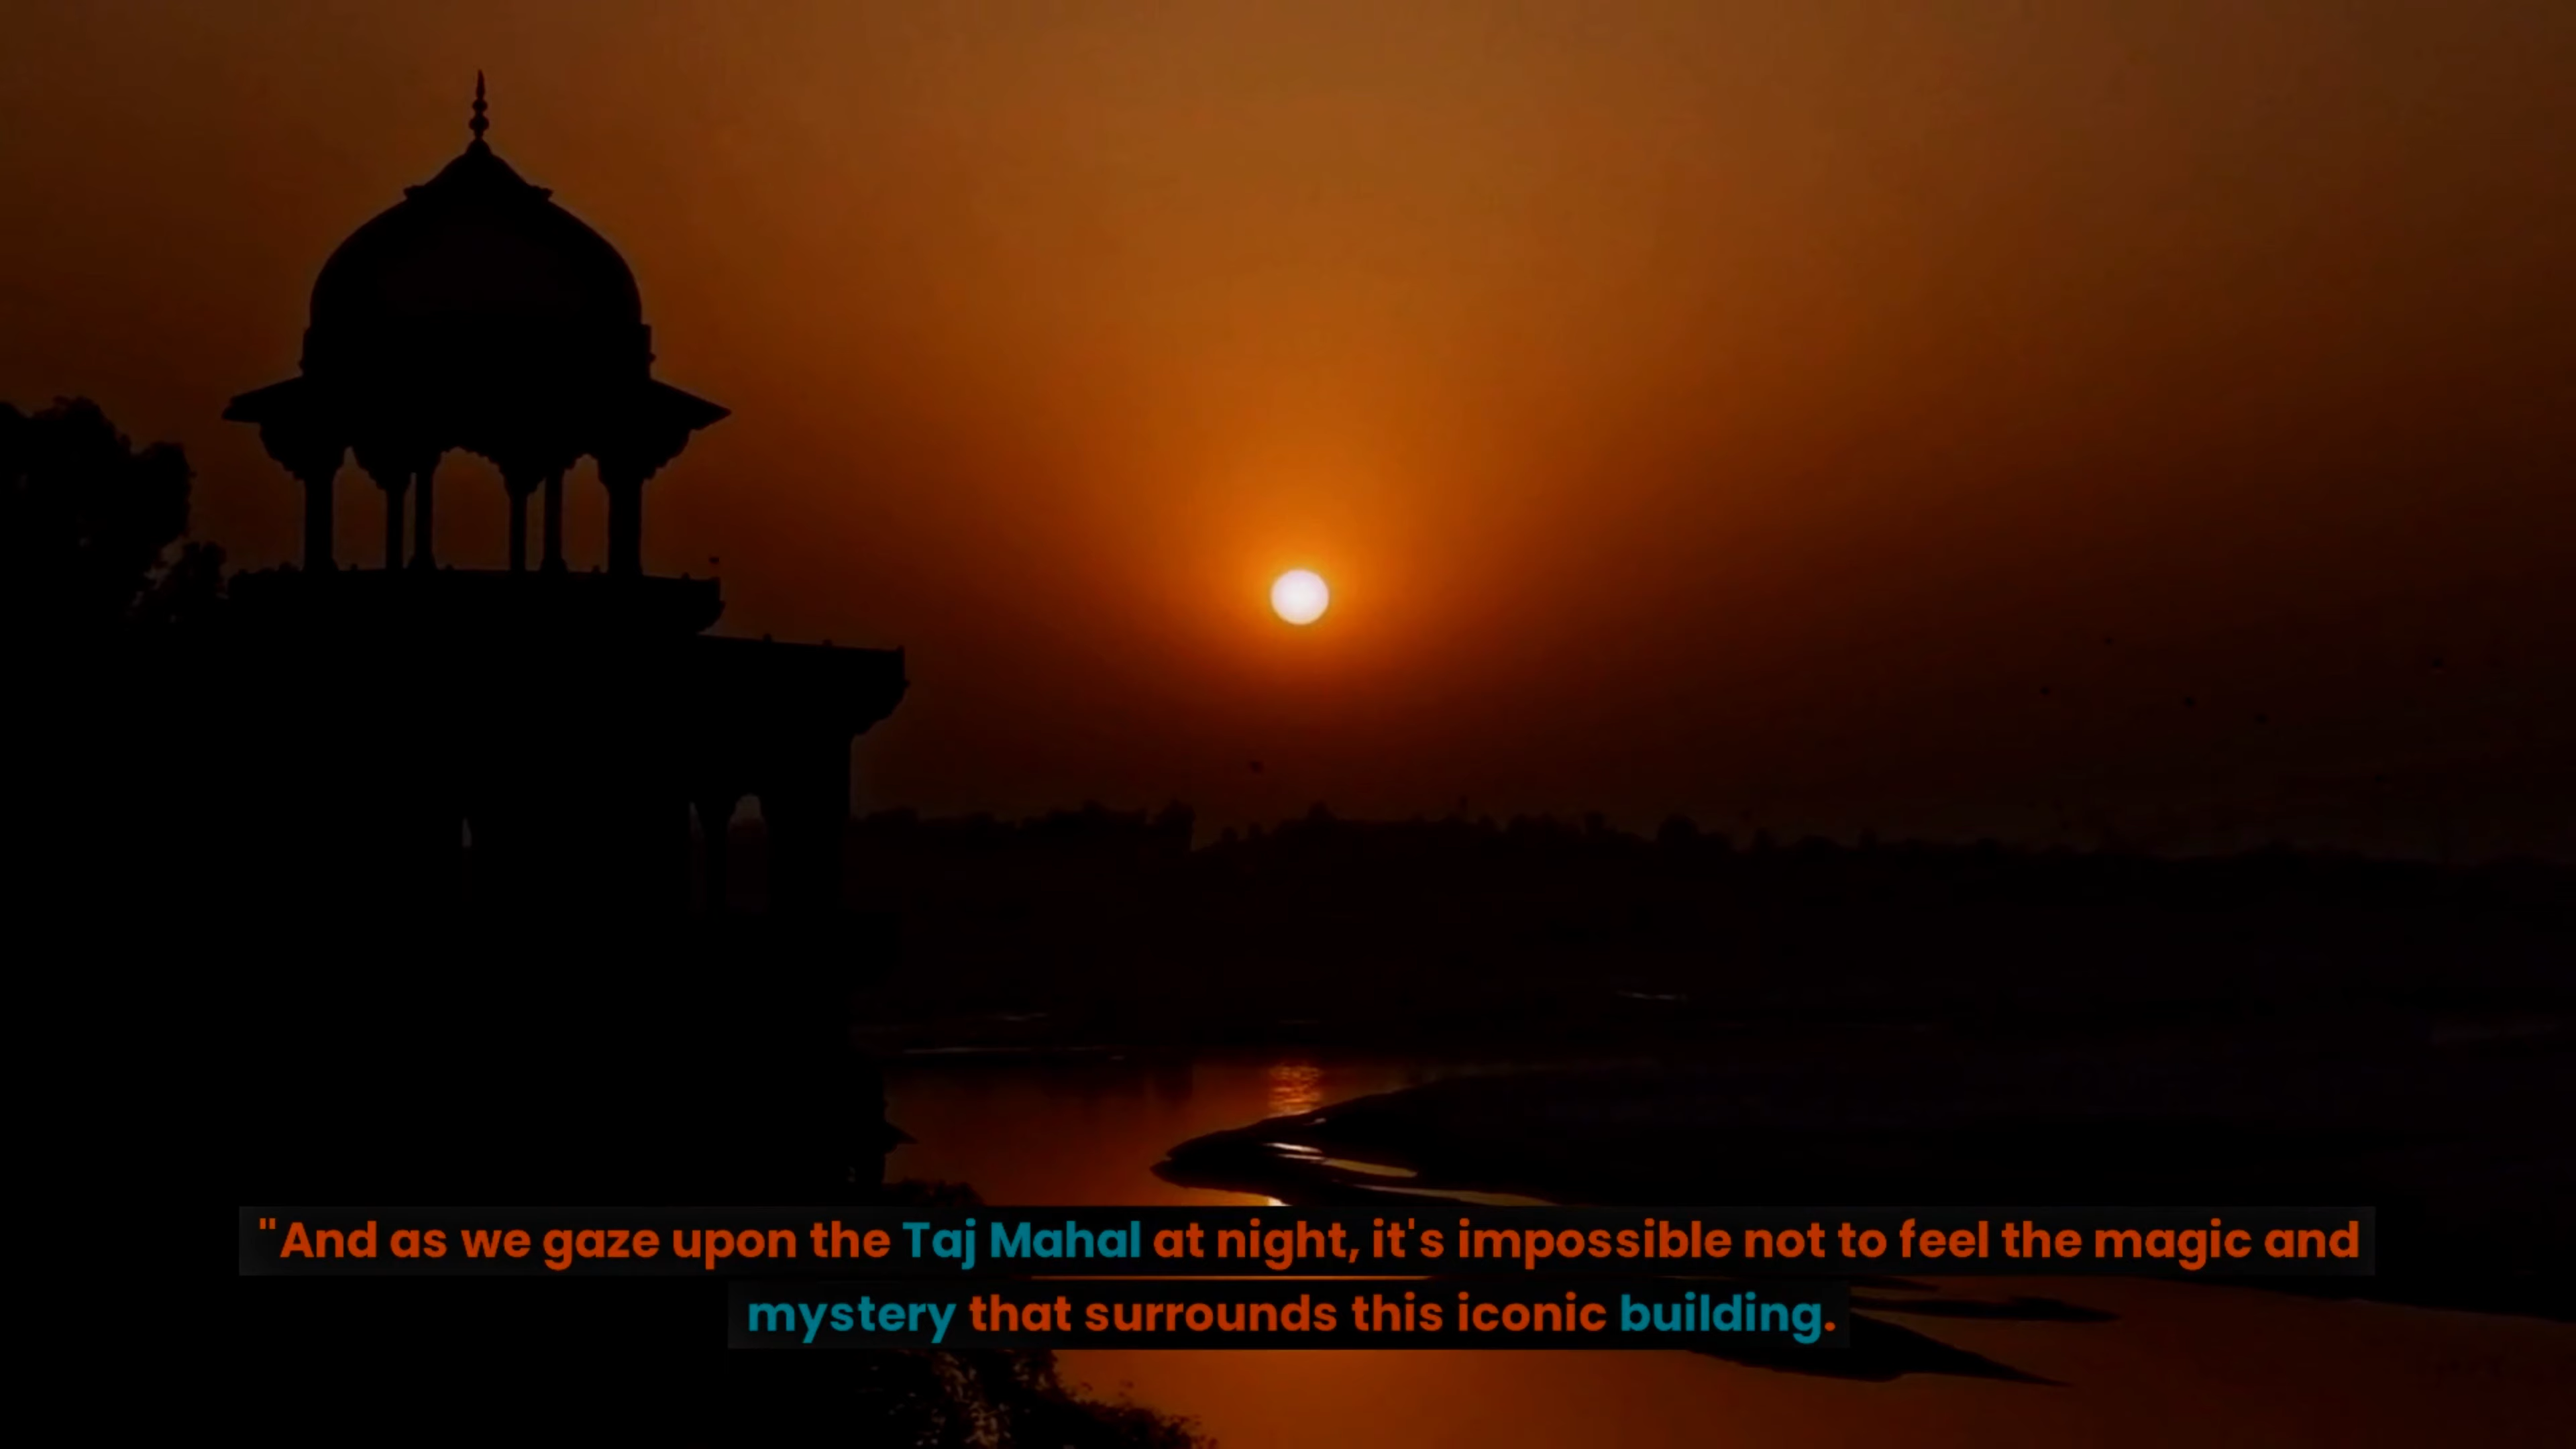 "And as we gaze upon the Taj Mahal at night, it's impossible not to feel the magic and
mystery that surrounds this iconic building.